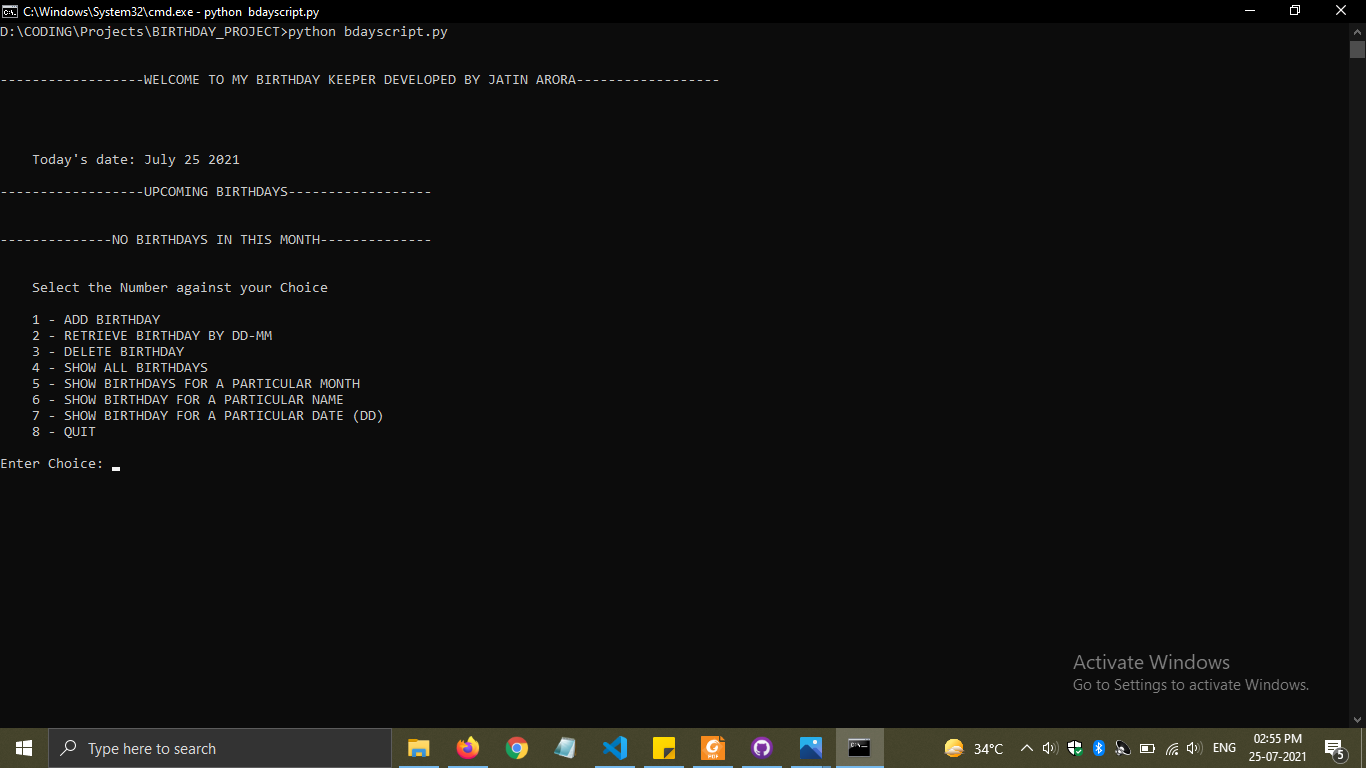 C:\Windows\System32\cmd.exe - python  bdayscript.py
D:\CODING\Projects\BIRTHDAY_PROJECT>python bdayscript.py
------------------WELCOME TO MY BIRTHDAY KEEPER DEVELOPED BY JATIN ARORA------------------
Today's date: July 25 2021
------------------UPCOMING BIRTHDAYS------------------
--------------NO BIRTHDAYS IN THIS MONTH--------------
Select the Number against your Choice
1 - ADD BIRTHDAY
2 - RETRIEVE BIRTHDAY BY DD-MM
3 - DELETE BIRTHDAY
4 - SHOW ALL BIRTHDAYS
5 - SHOW BIRTHDAYS FOR A PARTICULAR MONTH
6 - SHOW BIRTHDAY FOR A PARTICULAR NAME
7 - SHOW BIRTHDAY FOR A PARTICULAR DATE (DD)
8 - QUIT
Enter Choice:
Activate Windows
Go to Settings to activate Windows.
Type here to search
PDF
34°C
ENG
02:55 PM
25-07-2021
5